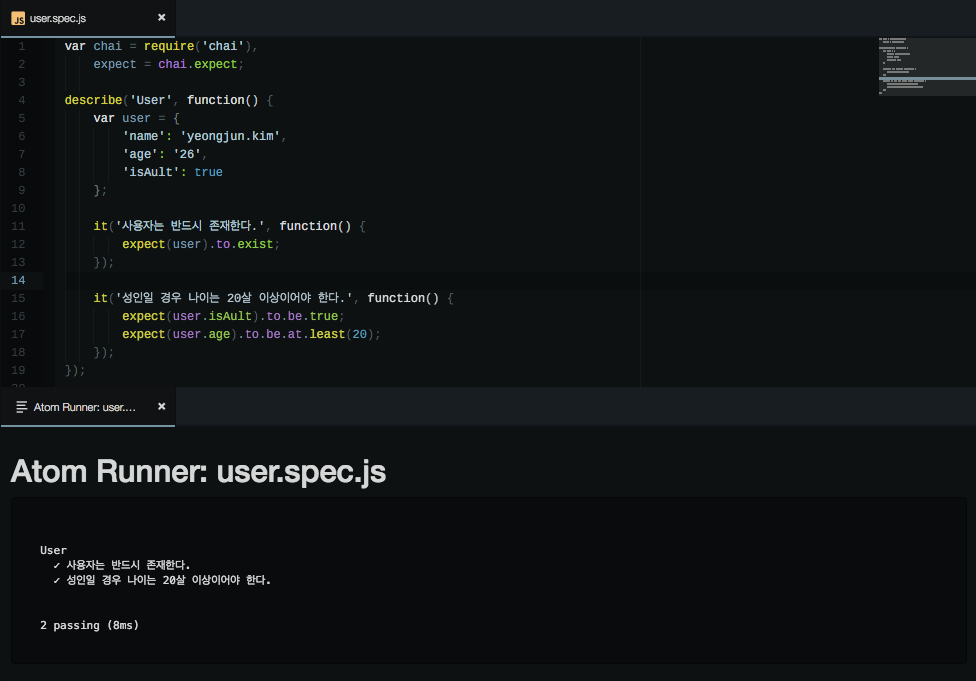 JS user.spec.js ×
1 var chai = require('chai'),
2 expect = chai.expect;
3
4 describe('User', function() {
5 var user = {
6 'name': 'yeongjun.kim',
7 'age': '26',
8 'isAult': true
9 };
10
11 it('사용자는 반드시 존재한다.', function() {
12 expect(user).to.exist;
13 });
14
15 it('성인일 경우 나이는 20살 이상이어야 한다.', function() {
16 expect(user.isAult).to.be.true;
17 expect(user.age).to.be.at.least(20);
18 });
19 });
20
Atom Runner: user.... ×
Atom Runner: user.spec.js
User
✓ 사용자는 반드시 존재한다.
✓ 성인일 경우 나이는 20살 이상이어야 한다.
2 passing (8ms)